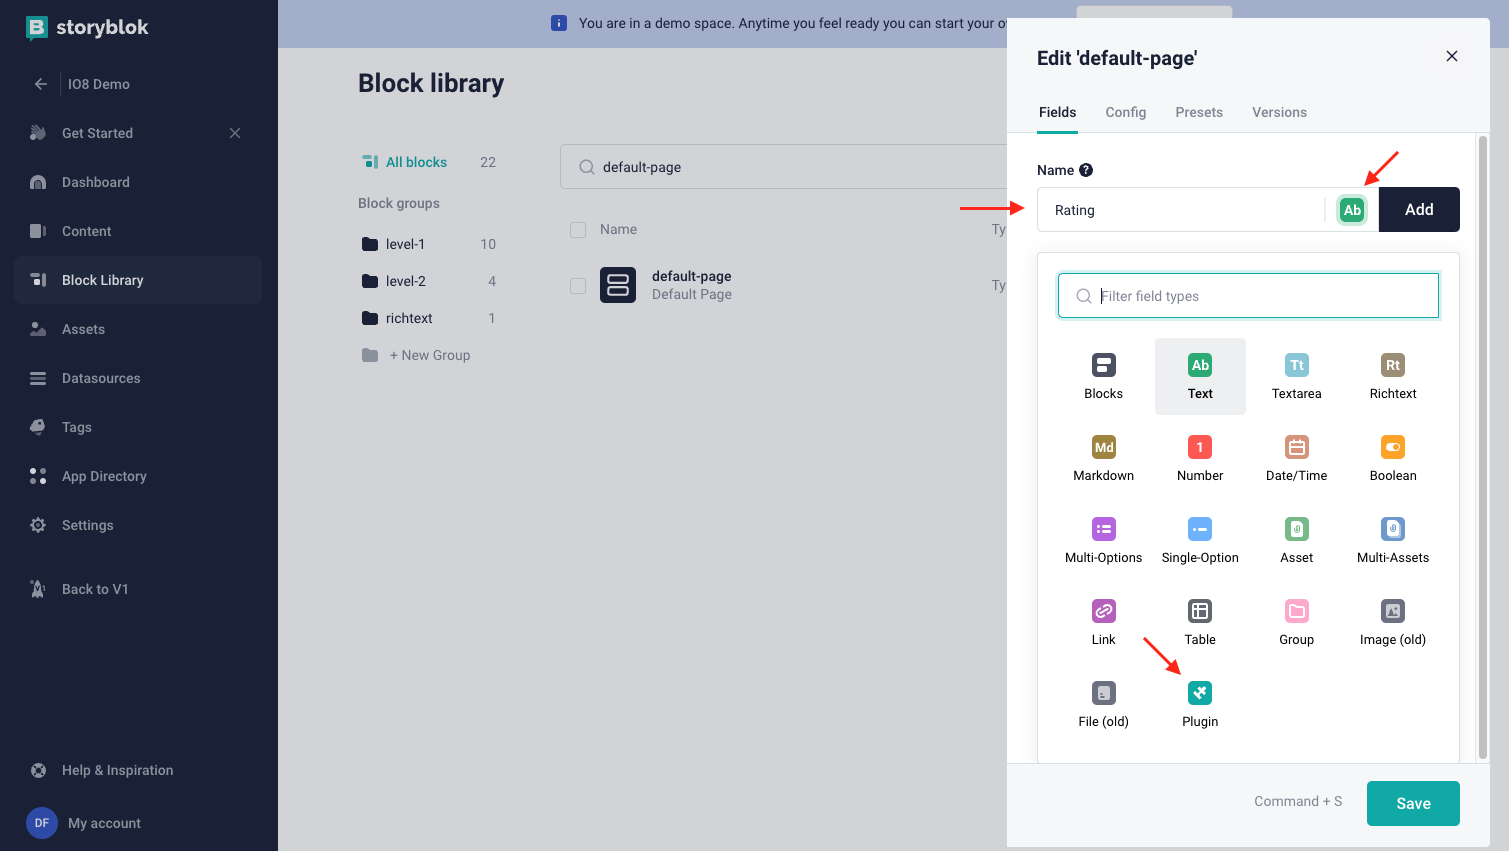 storyblok
IO8 Demo
Get Started
Dashboard
Content
Block Library
Assets
Datasources
Tags
App Directory
Settings
Back to V1
Help & Inspiration
DF
My account
You are in a demo space. Anytime you feel ready you can start your
Block library
All blocks 22
Block groups
level-1 10
level-2 4
richtext 1
+ New Group
default-page
Name
Ty
default-page
Default Page
Ty
Edit 'default-page'
Fields Config Presets Versions
Name ?
Rating Ab Add
Filter field types
Ab Tt Rt
Blocks Text Textarea Richtext
Md 1
Markdown Number Date/Time Boolean
Multi-Options Single-Option Asset Multi-Assets
Link Table Group Image (old)
File (old) Plugin
Command + S Save